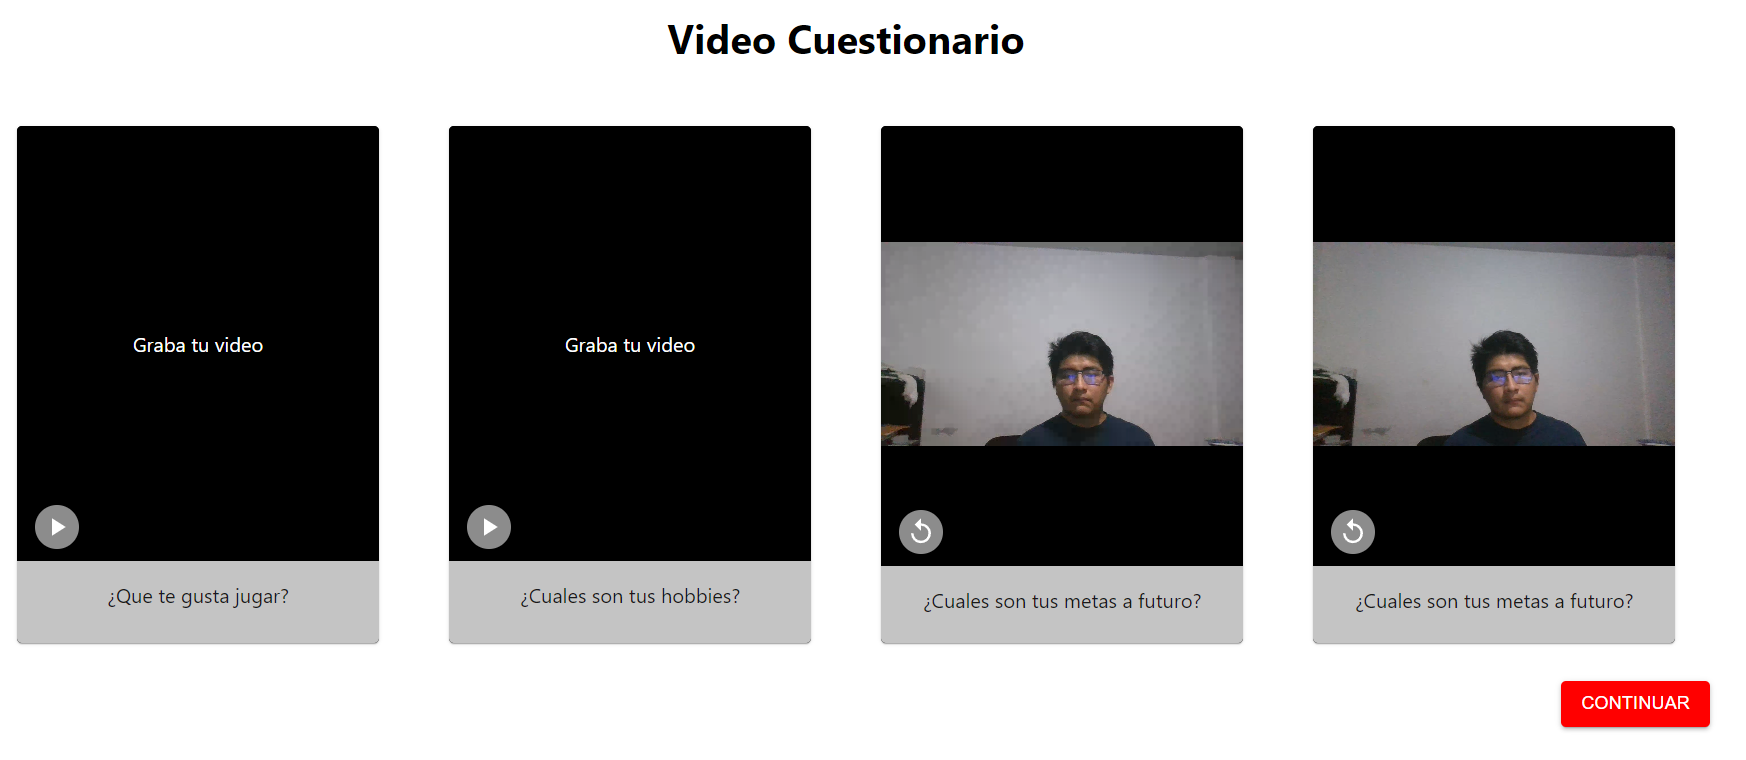 Video Cuestionario
Graba tu video
Graba tu video
¿Que te gusta jugar?
¿Cuales son tus hobbies?
¿Cuales son tus metas a futuro?
¿Cuales son tus metas a futuro?
CONTINUAR